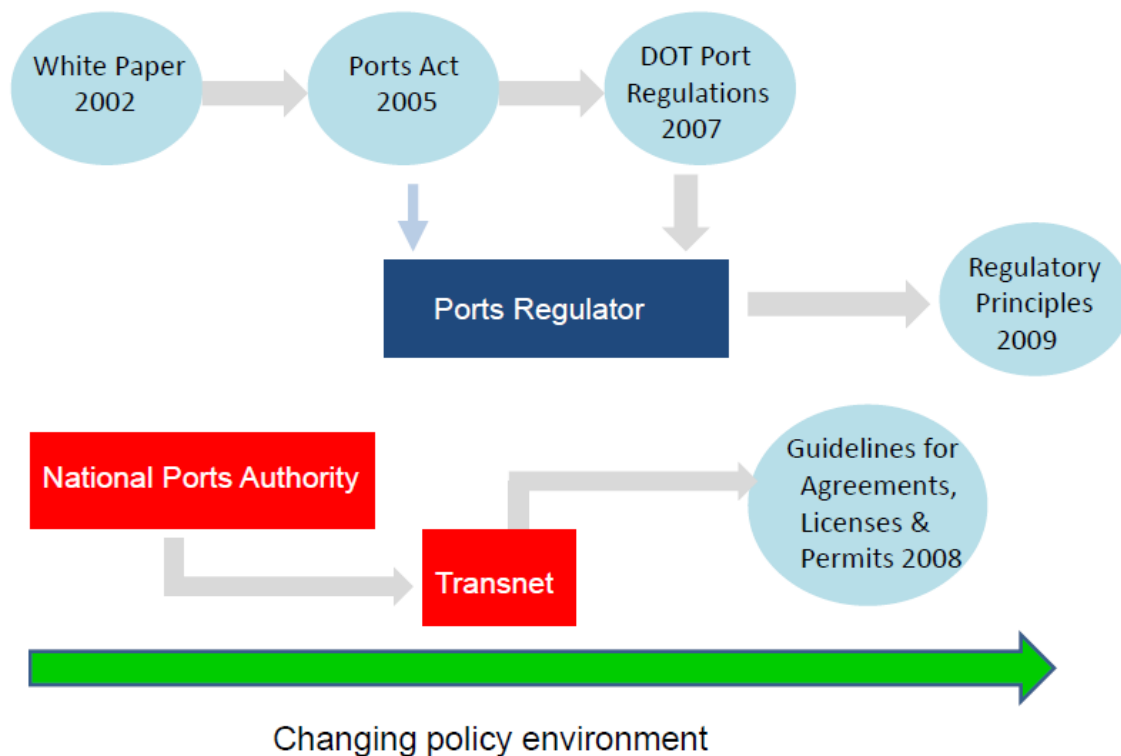 White Paper
2002
Ports Act
2005
DOT Port
Regulations
2007
Ports Regulator
Regulatory
Principles
2009
National Ports Authority
Transnet
Guidelines for
Agreements,
Licenses &
Permits 2008
Changing policy environment